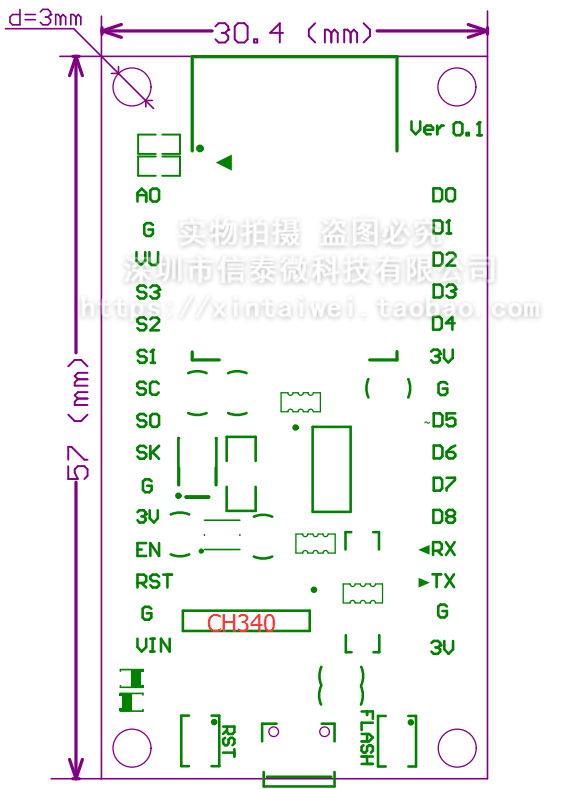 d=3mm
30.4 (mm)
Ver 0.1
AO D0
G D1
实物拍摄 盗图必究
VU D2
深圳市信泰微科技有限公司
S3 D3
https://xintaiwei.taobao.com
S2 D4
S1 3V
SC G
SO ~D5
57 (mm)
SK D6
G D7
3V D8
EN RX
RST TX
G G
CH340
VIN 3V
RST
FLASH